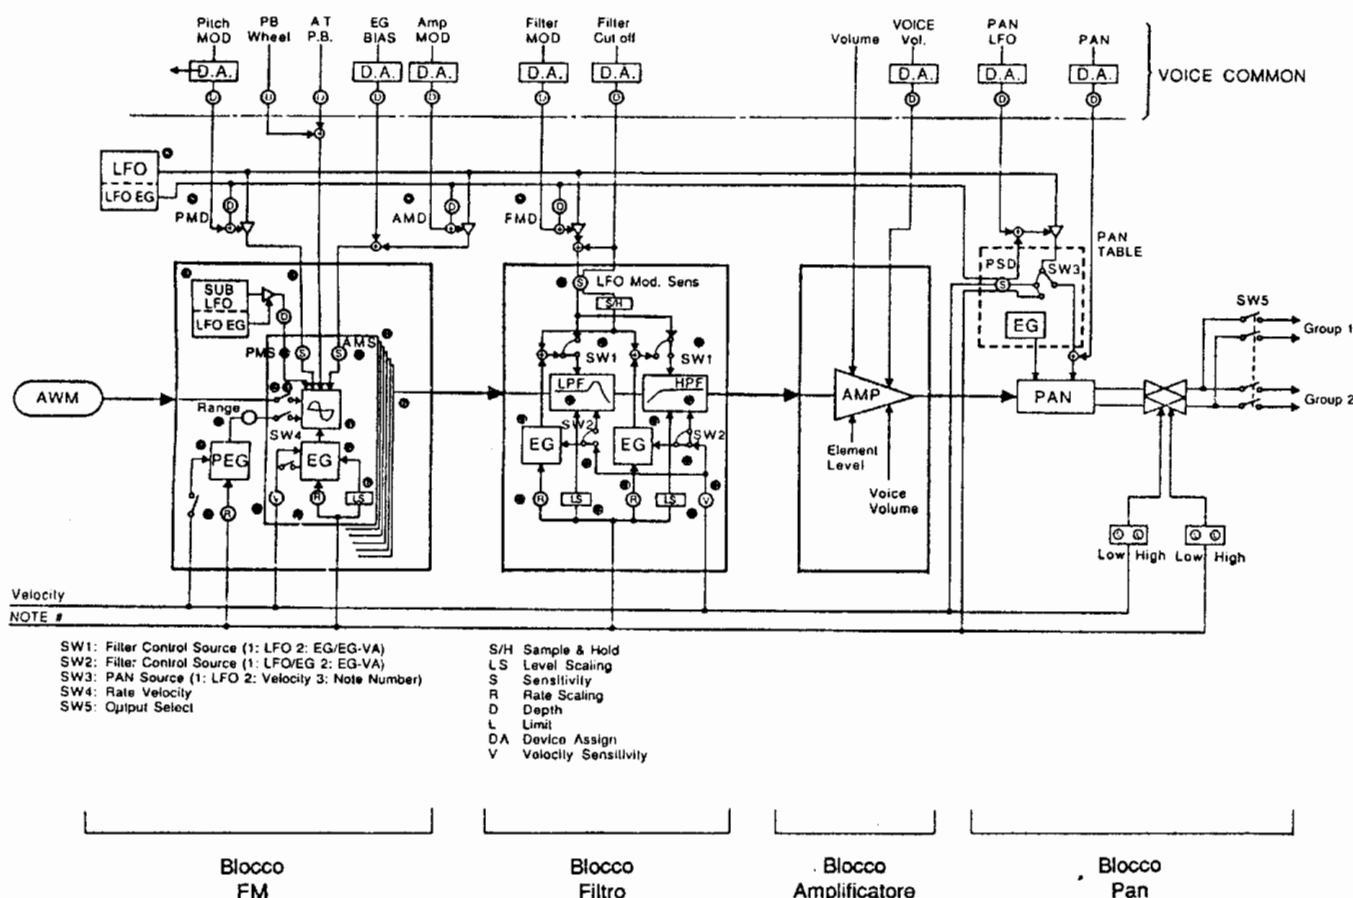 Pitch MOD
PB Wheel
A T P.B.
EG BIAS
Amp MOD
Filter MOD
Filter Cut off
Volume
VOICE Vol.
PAN LFO
PAN
D.A.
D.A.
D.A.
D.A.
D.A.
D.A.
D.A.
D.A.
VOICE COMMON
D
D
D
D
D
D
D
D
D
D
LFO
LFO EG
D
PMD
D
AMD
D
FMD
PAN TABLE
PSD
SW3
S
EG
SUB LFO
LFO EG
D
PMS
S
S
AMS
S
LFO Mod. Sens
S/H
SW1
SW1
SW5
Group 1
Group 2
AWM
Range
SW4
PEG
EG
R
L
R
LS
LPF
HPF
SW2
SW2
EG
EG
R
LS
R
LS
V
AMP
Element Level
Voice Volume
PAN
L
L
L
L
Low High
Low High
Velocity
NOTE #
SW1: Filter Control Source (1: LFO 2: EG/EG-VA)
SW2: Filter Control Source (1: LFO/EG 2: EG-VA)
SW3: PAN Source (1: LFO 2: Velocity 3: Note Number)
SW4: Rate Velocity
SW5: Output Select
S/H Sample & Hold
LS Level Scaling
S Sensitivity
R Rate Scaling
D Depth
L Limit
DA Device Assign
V Velocity Sensitivity
Blocco FM
Blocco Filtro
Blocco Amplificatore
Blocco Pan